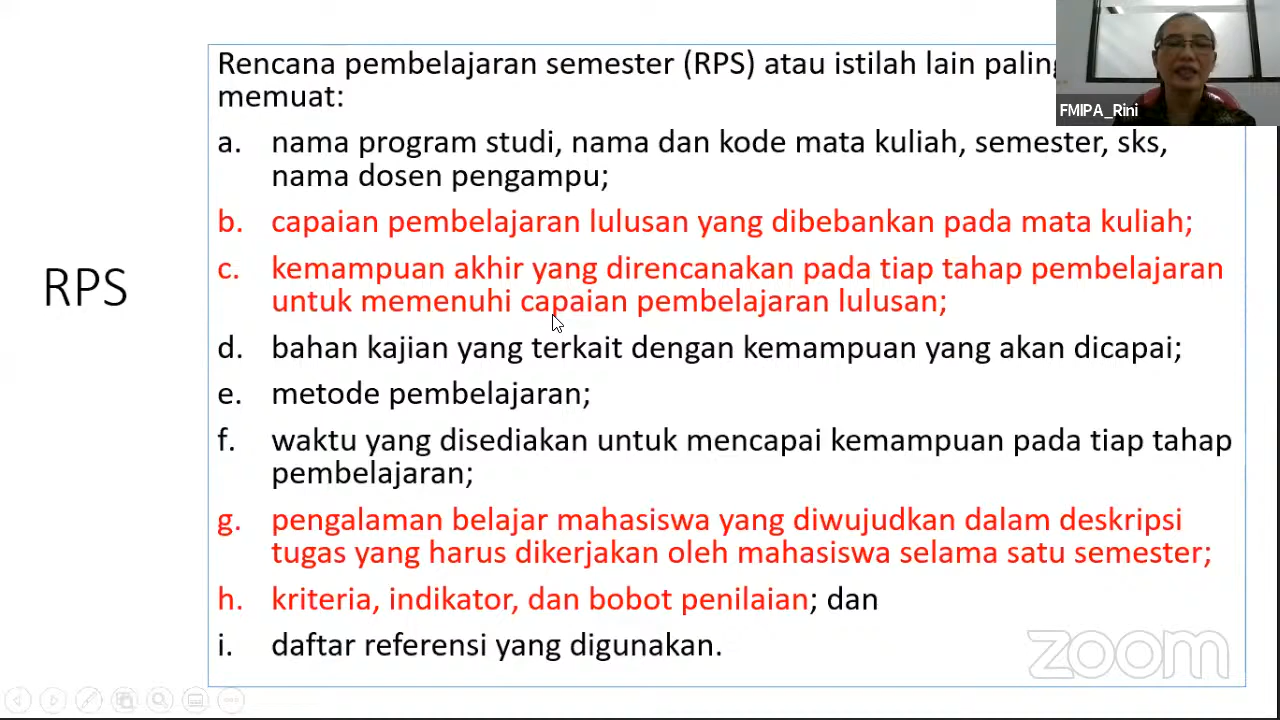 RPS
Rencana pembelajaran semester (RPS) atau istilah lain paling
memuat:
a. nama program studi, nama dan kode mata kuliah, semester, sks,
nama dosen pengampu;
b. capaian pembelajaran lulusan yang dibebankan pada mata kuliah;
c. kemampuan akhir yang direncanakan pada tiap tahap pembelajaran
untuk memenuhi capaian pembelajaran lulusan;
d. bahan kajian yang terkait dengan kemampuan yang akan dicapai;
e. metode pembelajaran;
f. waktu yang disediakan untuk mencapai kemampuan pada tiap tahap
pembelajaran;
g. pengalaman belajar mahasiswa yang diwujudkan dalam deskripsi
tugas yang harus dikerjakan oleh mahasiswa selama satu semester;
h. kriteria, indikator, dan bobot penilaian; dan
i. daftar referensi yang digunakan.
FMIPA_Rini
zoom